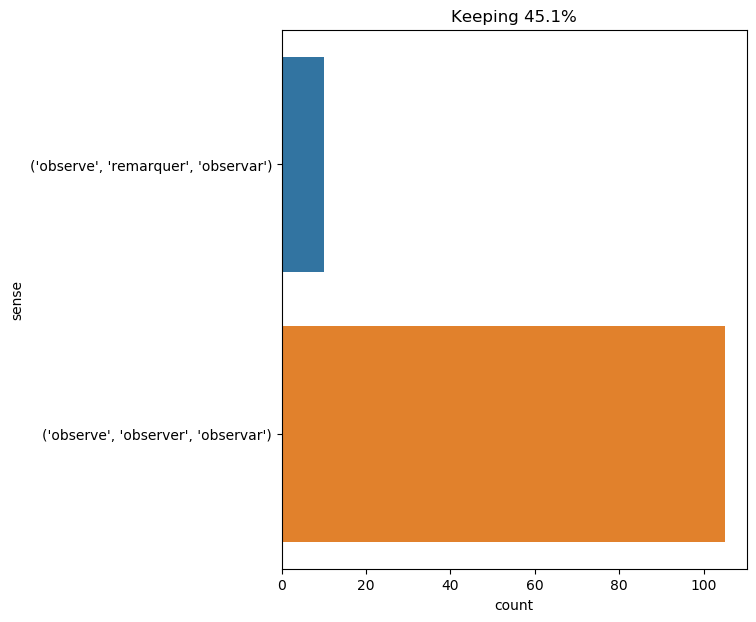 Keeping 45.1%
('observe', 'remarquer', 'observar')
sense
('observe', 'observer', 'observar')
0 20 40 60 80 100
count